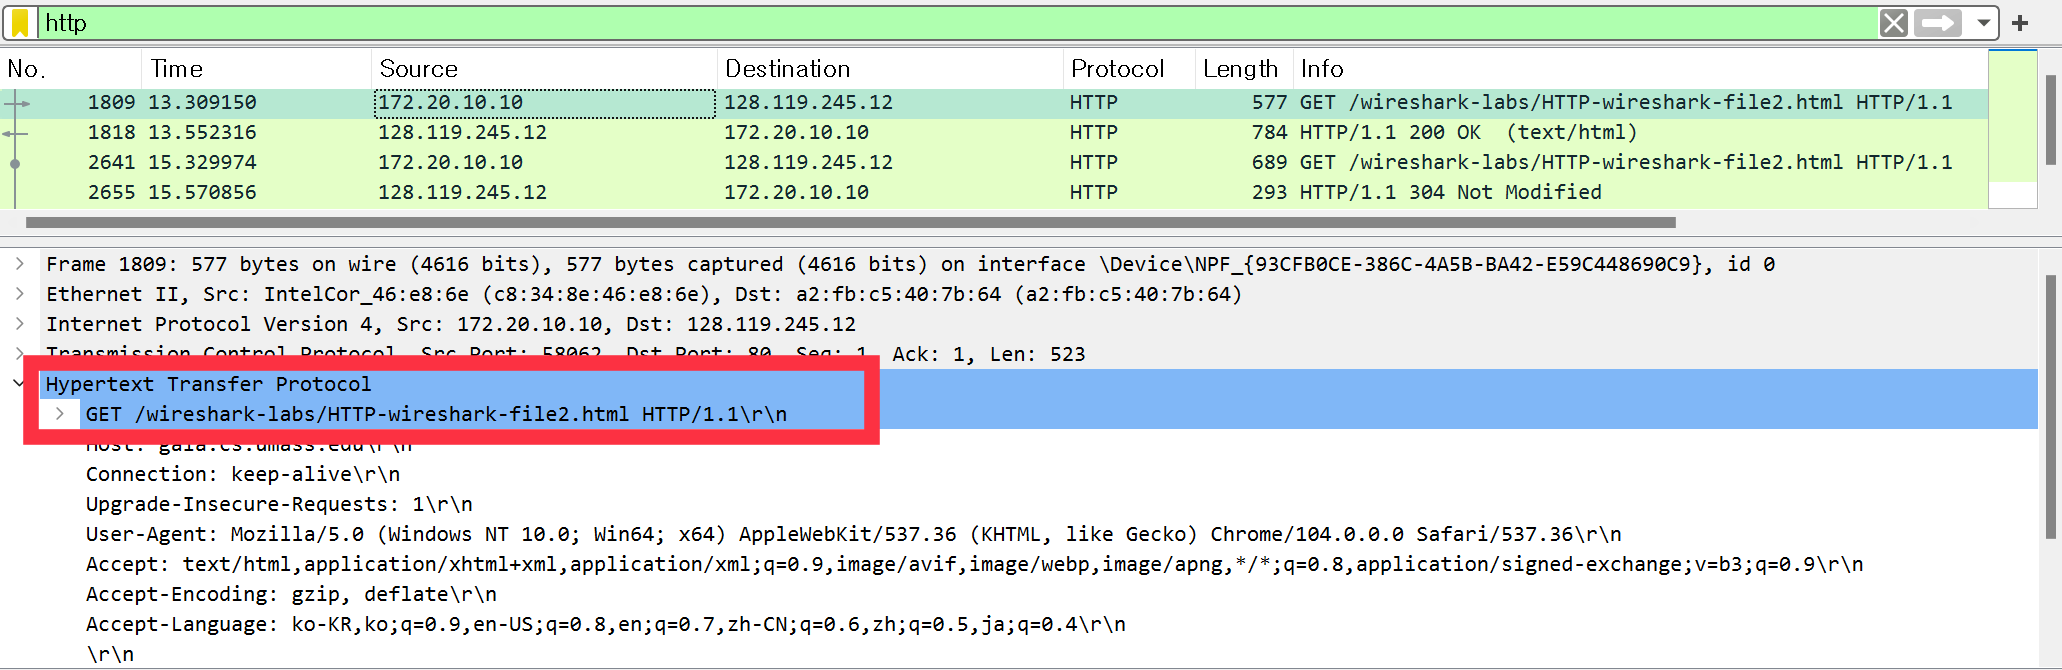 http
No. Time Source Destination Protocol Length Info
1809 13.309150 172.20.10.10 128.119.245.12 HTTP 577 GET /wireshark-labs/HTTP-wireshark-file2.html HTTP/1.1
1818 13.552316 128.119.245.12 172.20.10.10 HTTP 784 HTTP/1.1 200 OK (text/html)
2641 15.329974 172.20.10.10 128.119.245.12 HTTP 689 GET /wireshark-labs/HTTP-wireshark-file2.html HTTP/1.1
2655 15.570856 128.119.245.12 172.20.10.10 HTTP 293 HTTP/1.1 304 Not Modified
Frame 1809: 577 bytes on wire (4616 bits), 577 bytes captured (4616 bits) on interface \Device\NPF_{93CFB0CE-386C-4A5B-BA42-E59C448690C9}, id 0
Ethernet II, Src: IntelCor_46:e8:6e (c8:34:8e:46:e8:6e), Dst: a2:fb:c5:40:7b:64 (a2:fb:c5:40:7b:64)
Internet Protocol Version 4, Src: 172.20.10.10, Dst: 128.119.245.12
Transmission Control Protocol, Src Port: 58062, Dst Port: 80, Seq: 1, Ack: 1, Len: 523
Hypertext Transfer Protocol
GET /wireshark-labs/HTTP-wireshark-file2.html HTTP/1.1\r\n
Host: gaia.cs.umass.edu\r\n
Connection: keep-alive\r\n
Upgrade-Insecure-Requests: 1\r\n
User-Agent: Mozilla/5.0 (Windows NT 10.0; Win64; x64) AppleWebKit/537.36 (KHTML, like Gecko) Chrome/104.0.0.0 Safari/537.36\r\n
Accept: text/html,application/xhtml+xml,application/xml;q=0.9,image/avif,image/webp,image/apng,*/*;q=0.8,application/signed-exchange;v=b3;q=0.9\r\n
Accept-Encoding: gzip, deflate\r\n
Accept-Language: ko-KR,ko;q=0.9,en-US;q=0.8,en;q=0.7,zh-CN;q=0.6,zh;q=0.5,ja;q=0.4\r\n
\r\n